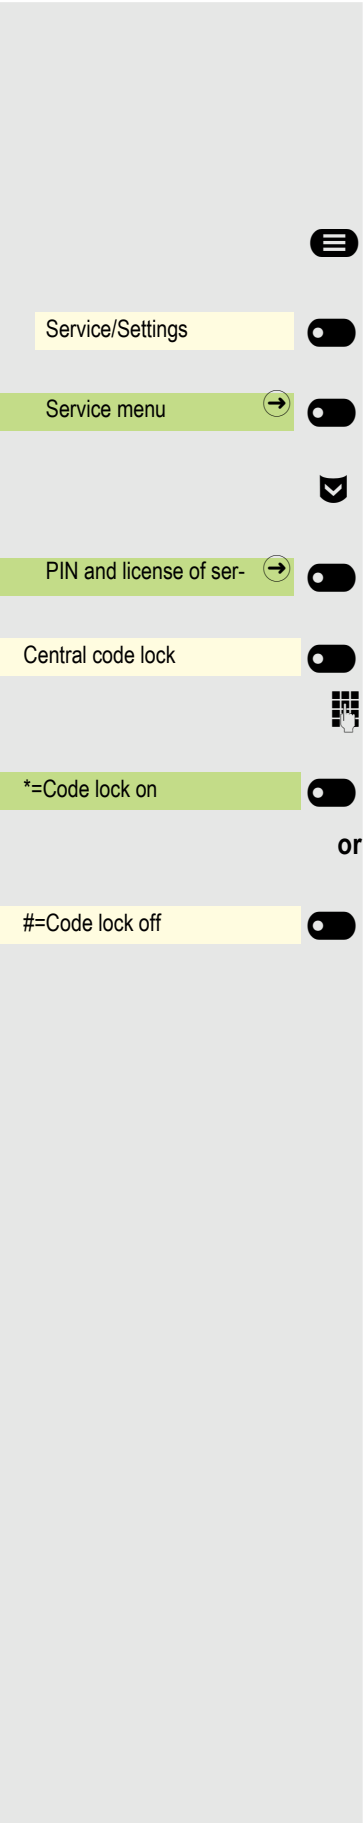 Service/Settings
Service menu
PIN and license of ser-
Central code lock
*=Code lock on
or
#=Code lock off